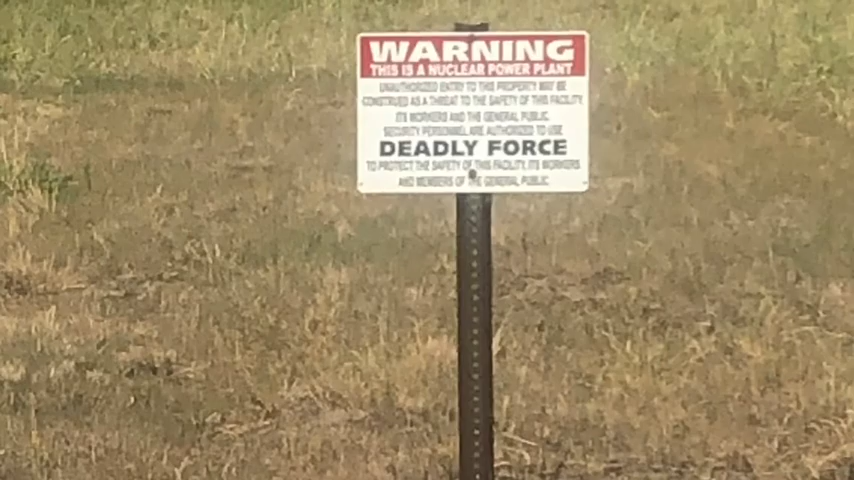 WARNING
THIS IS A NUCLEAR POWER PLANT
UNAUTHORIZED ENTRY TO THIS PROPERTY MAY BE
CONSTRUED AS A THREAT TO THE SAFETY OF THIS FACILITY,
ITS WORKERS AND THE GENERAL PUBLIC.
SECURITY PERSONNEL ARE AUTHORIZED TO USE
DEADLY FORCE
TO PROTECT THE SAFETY OF THIS FACILITY, ITS WORKERS
AND MEMBERS OF THE GENERAL PUBLIC.